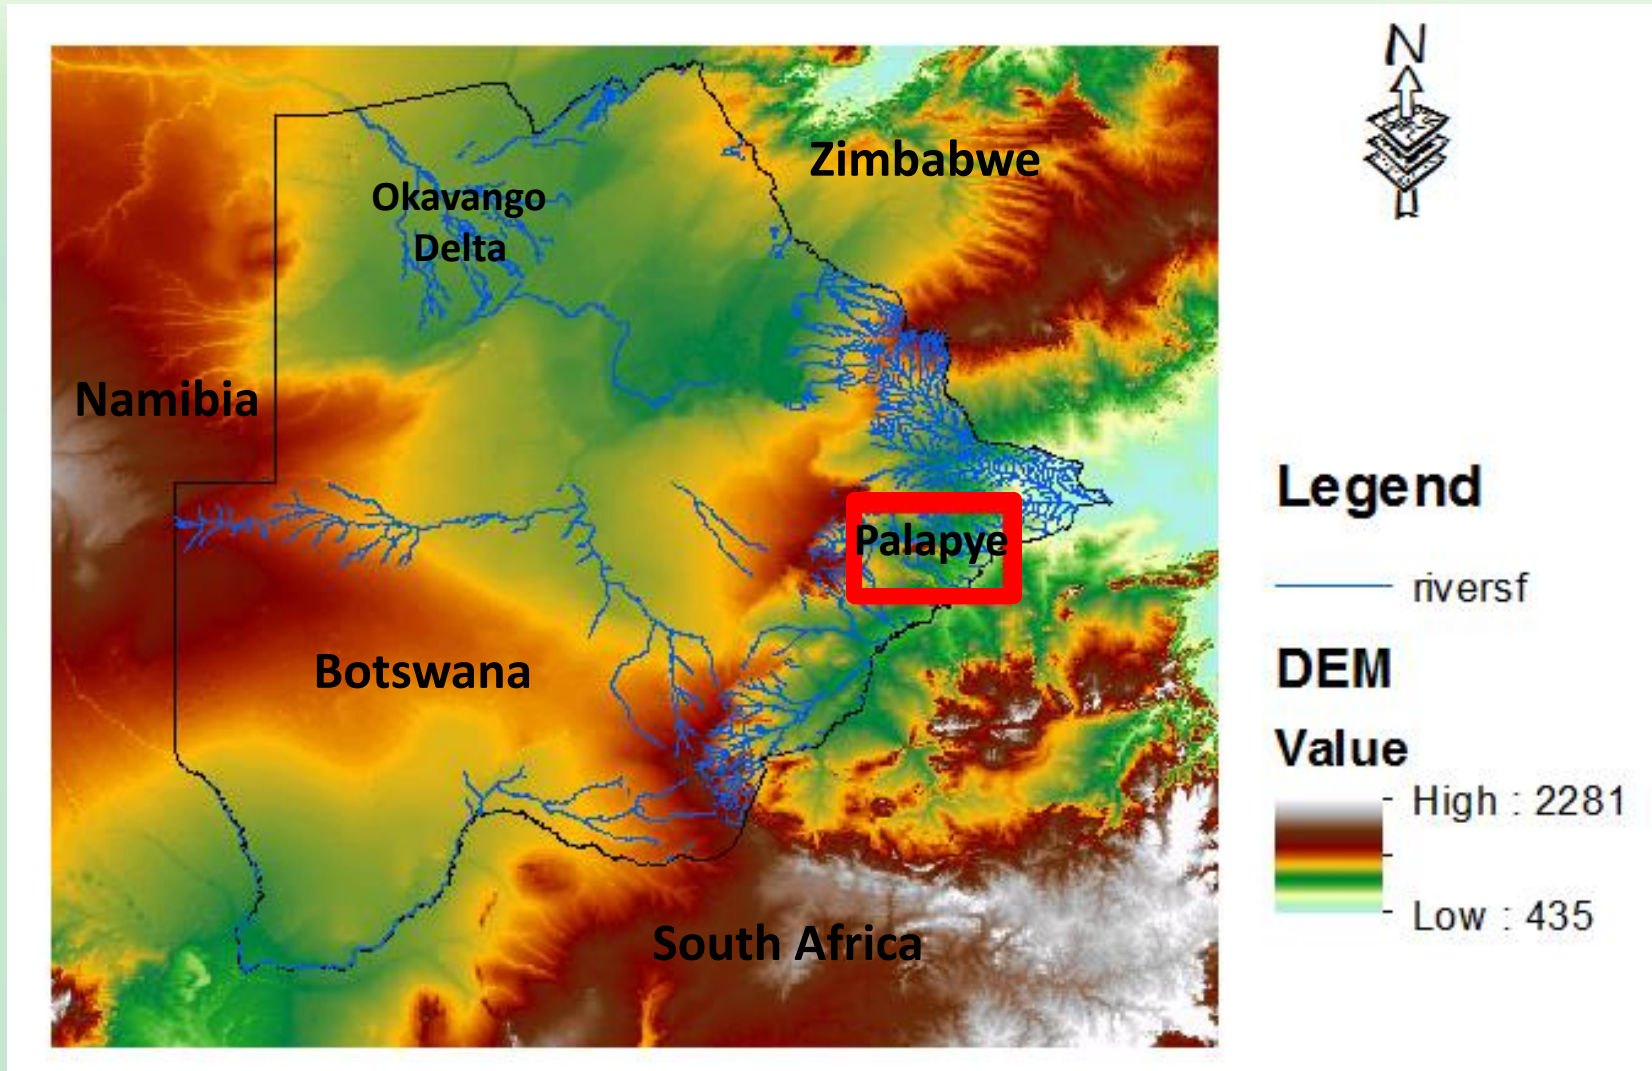 N
Zimbabwe
Okavango
Delta
Namibia
Palapye
Botswana
South Africa
Legend
riversf
DEM
Value
High : 2281
Low : 435